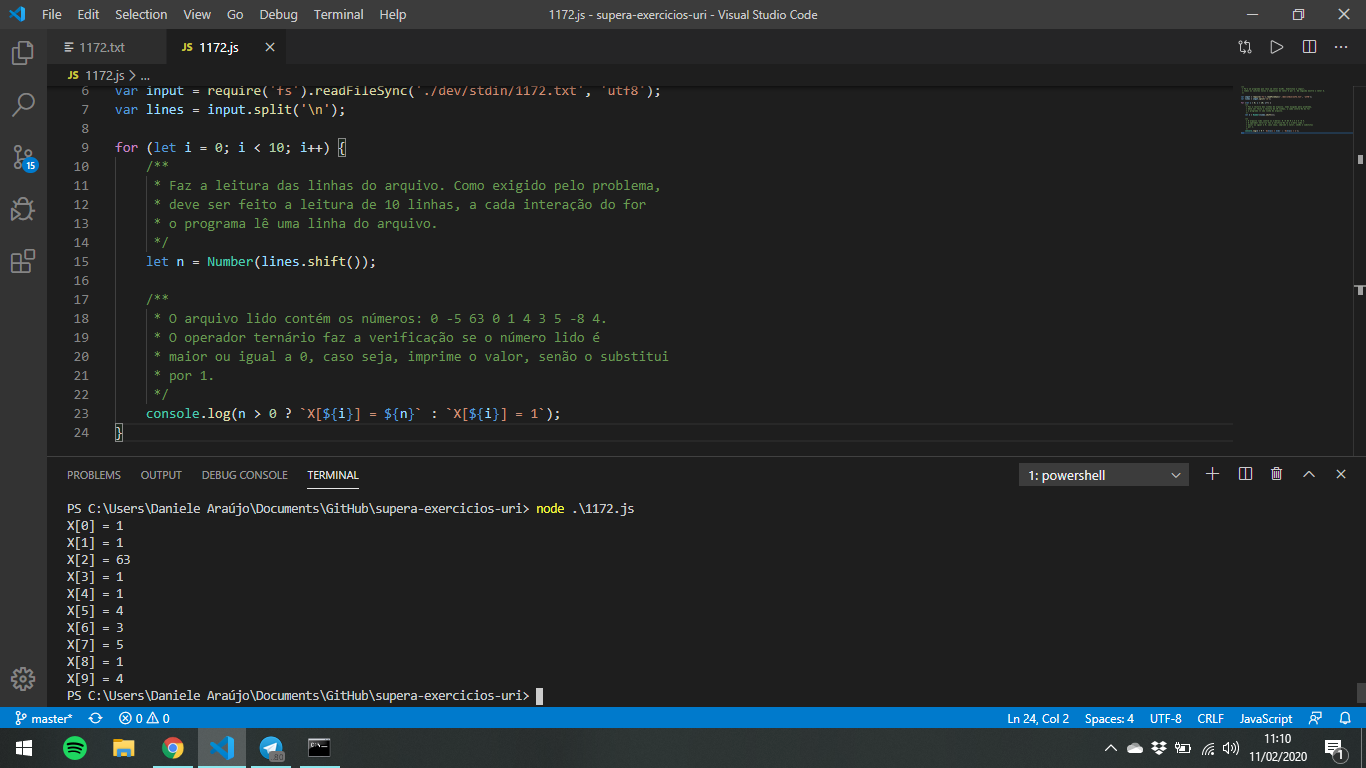 File Edit Selection View Go Debug Terminal Help 1172.js - supera-exercicios-uri - Visual Studio Code
1172.txt JS 1172.js
JS 1172.js > ...
6 var input = require('fs').readFileSync('./dev/stdin/1172.txt', 'utf8');
7 var lines = input.split('\n');
8
9 for (let i = 0; i < 10; i++) {
10 /**
11 * Faz a leitura das linhas do arquivo. Como exigido pelo problema,
12 * deve ser feito a leitura de 10 linhas, a cada interação do for
13 * o programa lê uma linha do arquivo.
14 */
15 let n = Number(lines.shift());
16
17 /**
18 * O arquivo lido contém os números: 0 -5 63 0 1 4 3 5 -8 4.
19 * O operador ternário faz a verificação se o número lido é
20 * maior ou igual a 0, caso seja, imprime o valor, senão o substitui
21 * por 1.
22 */
23 console.log(n > 0 ? `X[${i}] = ${n}` : `X[${i}] = 1`);
24 }
15
PROBLEMS OUTPUT DEBUG CONSOLE TERMINAL 1: powershell
PS C:\Users\Daniele Araújo\Documents\GitHub\supera-exercicios-uri> node .\1172.js
X[0] = 1
X[1] = 1
X[2] = 63
X[3] = 1
X[4] = 1
X[5] = 4
X[6] = 3
X[7] = 5
X[8] = 1
X[9] = 4
PS C:\Users\Daniele Araújo\Documents\GitHub\supera-exercicios-uri>
master* 0 0 Ln 24, Col 2 Spaces: 4 UTF-8 CRLF JavaScript
11:10
11/02/2020
1